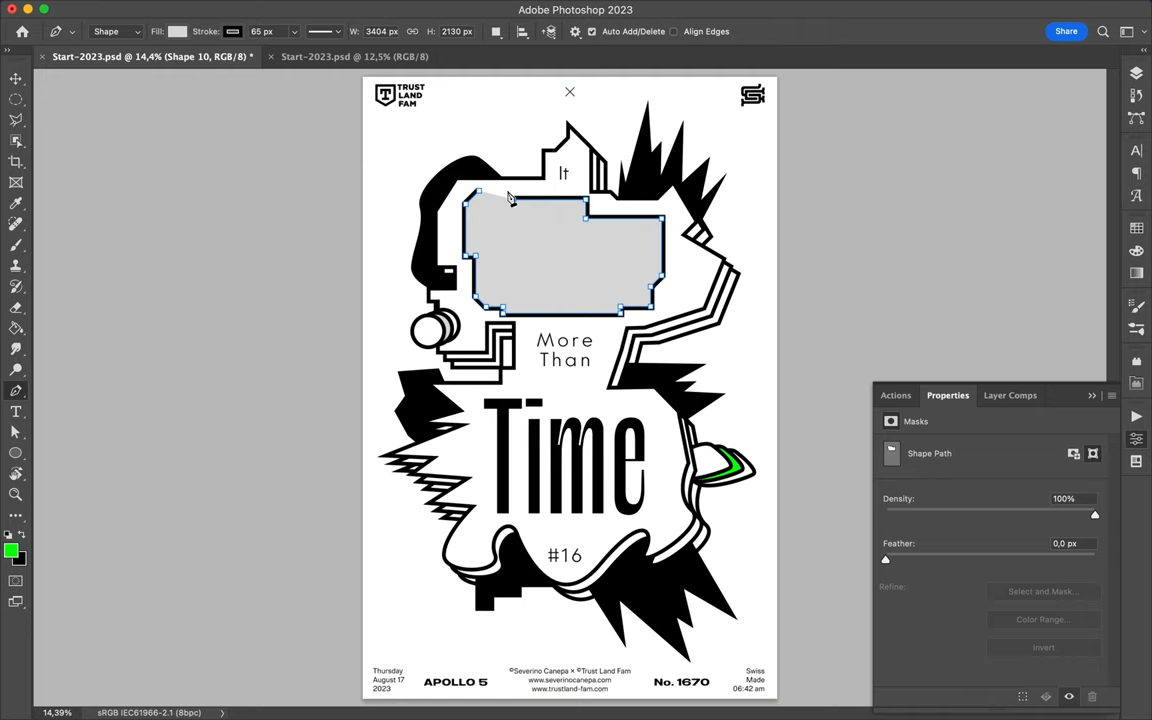 Adobe Photoshop 2023
Shape Fill: Stroke: 65 px W: 3404 px H: 2130 px Auto Add/Delete Align Edges Share
Start-2023.psd @ 14,4% (Shape 10, RGB/8) * Start-2023.psd @ 12,5% (RGB/8)
TRUST
LAND
FAM
It
More
Than
Time
#16
Thursday
August 17
2023
APOLLO 5
©Severino Canepa × ©Trust Land Fam
www.severinocanepa.com
www.trustland-fam.com
No. 1670
Swiss
Made
06:42 am
Actions Properties Layer Comps
Masks
Shape Path
Density: 100%
Feather: 0,0 px
Refine: Select and Mask...
Color Range...
Invert
14,39% sRGB IEC61966-2.1 (8bpc)